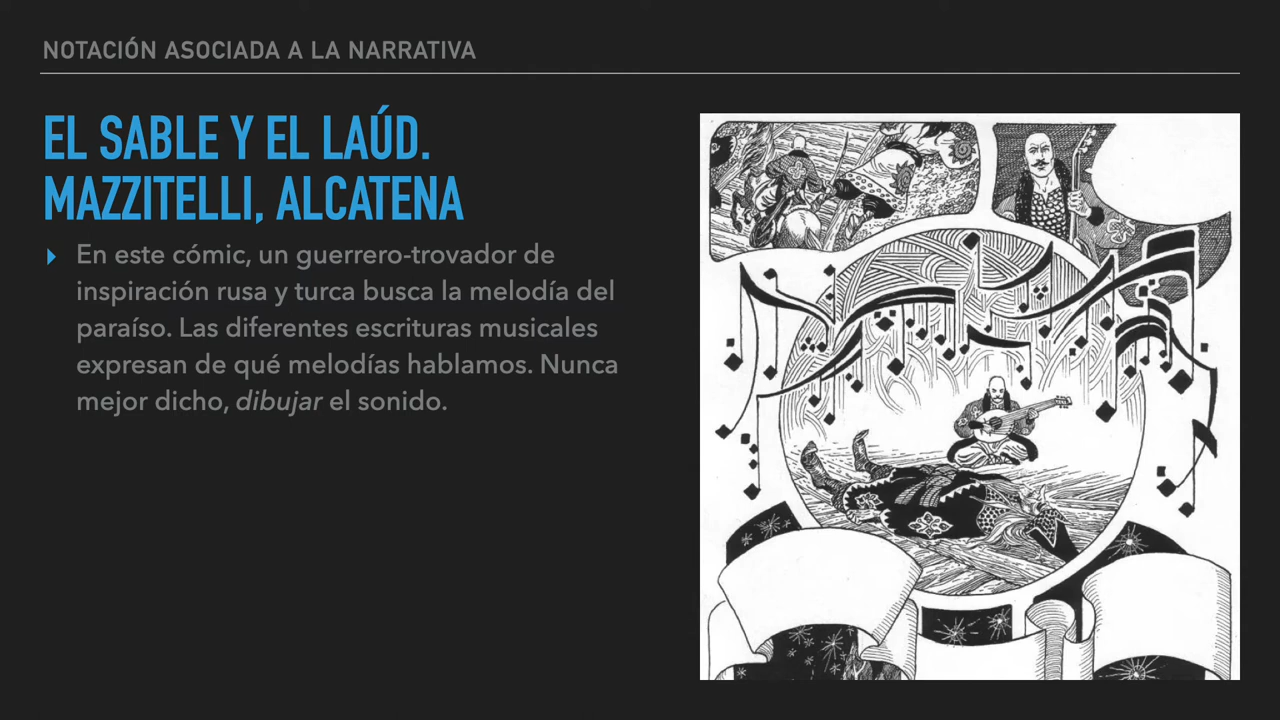 NOTACIÓN ASOCIADA A LA NARRATIVA
EL SABLE Y EL LAÚD.
MAZZITELLI, ALCATENA
En este cómic, un guerrero-trovador de
inspiración rusa y turca busca la melodía del
paraíso. Las diferentes escrituras musicales
expresan de qué melodías hablamos. Nunca
mejor dicho, dibujar el sonido.